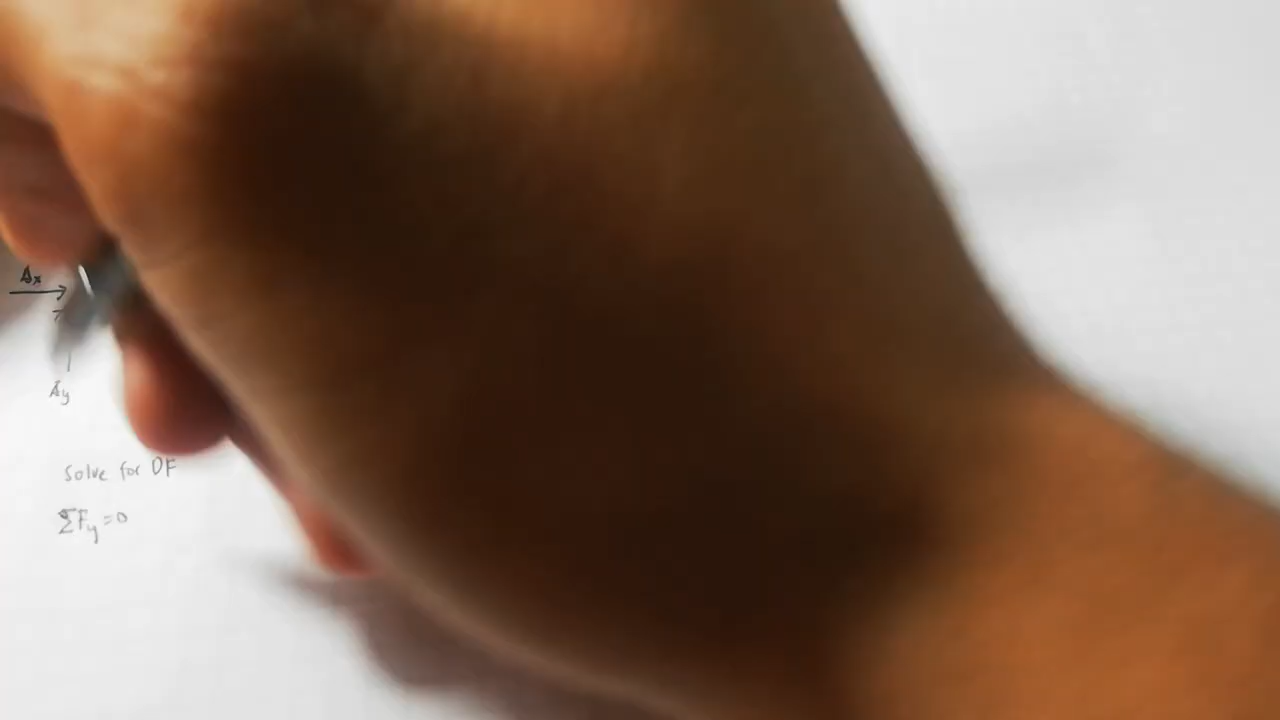 Ax
Ay
Solve for DF
ΣFy = 0